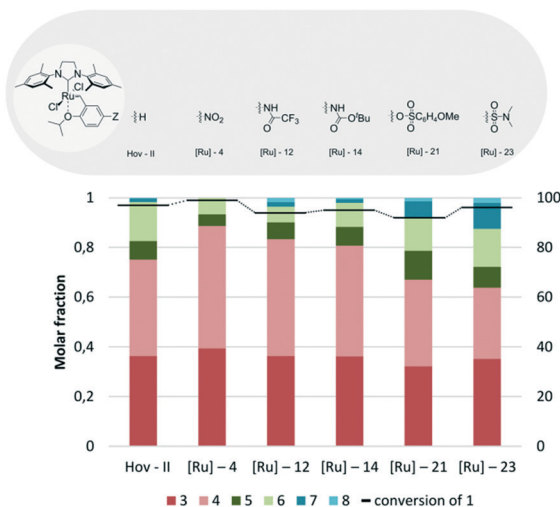 N N
Cl
Cl
Ru
O
Z
H
NO₂
NH
O CF₃
NH
O OᵗBu
O
O S C₆H₄OMe
O
O S N
O
Hov - II [Ru] - 4 [Ru] - 12 [Ru] - 14 [Ru] - 21 [Ru] - 23
Molar fraction
1 100
0,8 80
0,6 60
0,4 40
0,2 20
0 0
Hov - II [Ru] – 4 [Ru] – 12 [Ru] – 14 [Ru] – 21 [Ru] – 23
3 4 5 6 7 8 conversion of 1